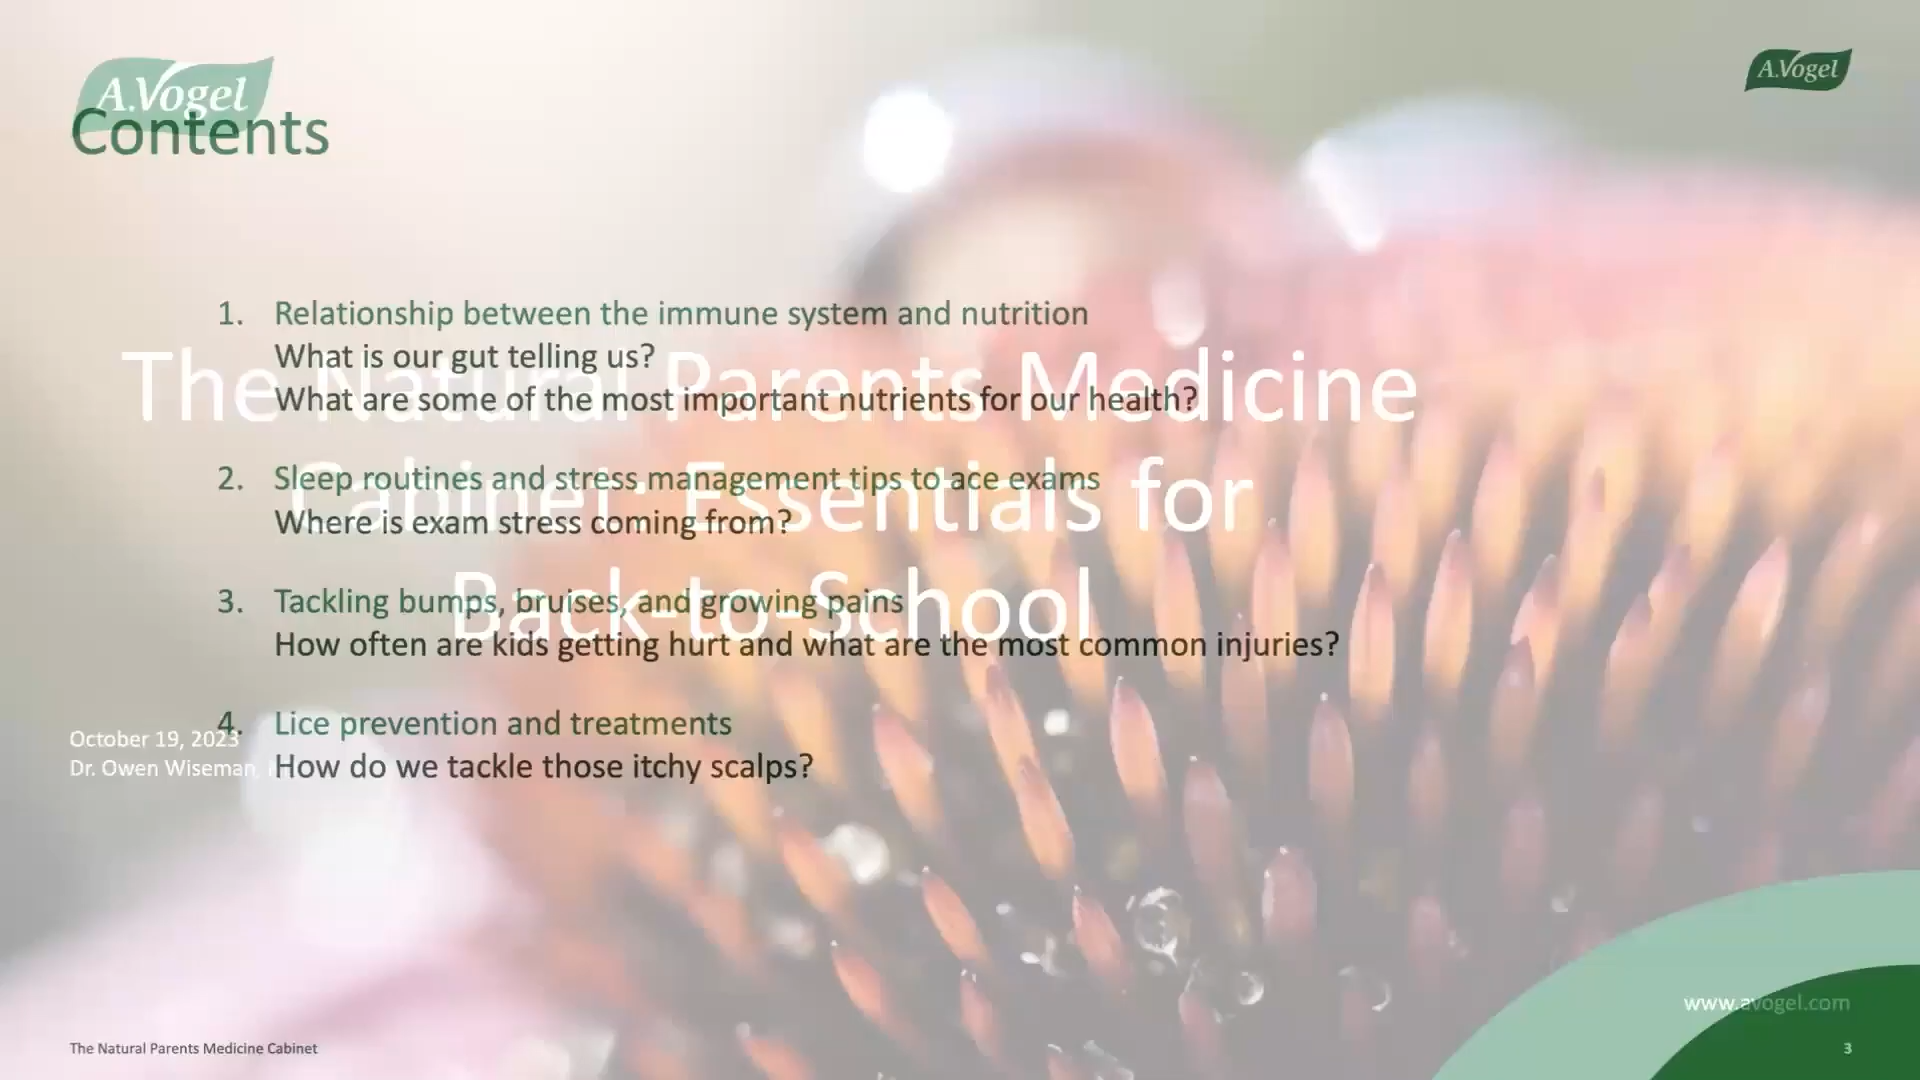 A.Vogel
A.Vogel
Contents
1. Relationship between the immune system and nutrition
What is our gut telling us?
What are some of the most important nutrients for our health?
2. Sleep routines and stress management tips to ace exams
Where is exam stress coming from?
3. Tackling bumps, bruises, and growing pains
How often are kids getting hurt and what are the most common injuries?
4. Lice prevention and treatments
How do we tackle those itchy scalps?
The Natural Parents Medicine
Cabinet: Essentials for
Back-to-School
October 19, 2023
Dr. Owen Wiseman,
www.avogel.com
The Natural Parents Medicine Cabinet
3